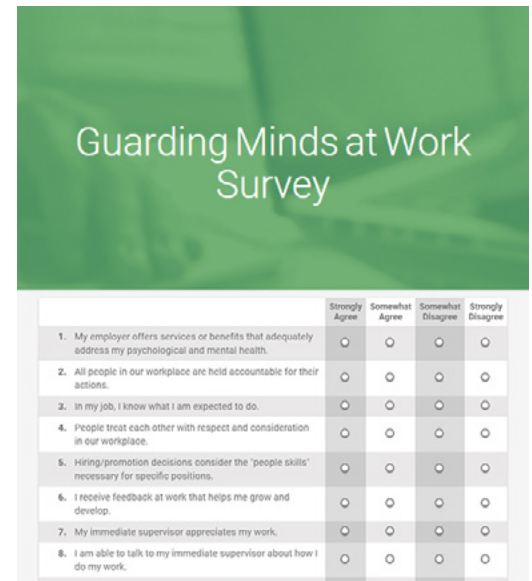 Guarding Minds at Work
Survey
Strongly Agree Somewhat Agree Somewhat Disagree Strongly Disagree
1. My employer offers services or benefits that adequately
address my psychological and mental health.
2. All people in our workplace are held accountable for their
actions.
3. In my job, I know what I am expected to do.
4. People treat each other with respect and consideration
in our workplace.
5. Hiring/promotion decisions consider the "people skills"
necessary for specific positions.
6. I receive feedback at work that helps me grow and
develop.
7. My immediate supervisor appreciates my work.
8. I am able to talk to my immediate supervisor about how I
do my work.